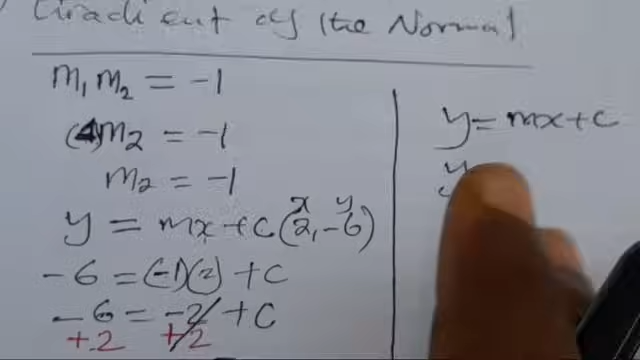 Gradient of the Normal
m₁m₂ = -1
(4)m₂ = -1
m₂ = -1
y = mx+c (2,-6)
x y
-6 = (-1)(2) + c
-6 = -2 + c
+2 +2
y = mx+c
y